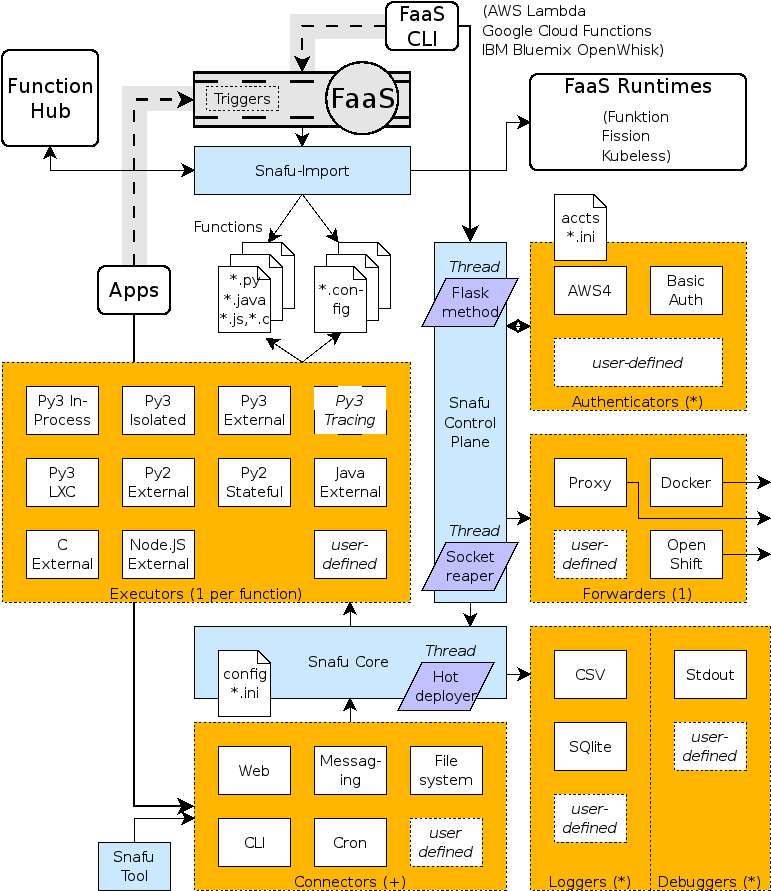 FaaS
CLI
(AWS Lambda
Google Cloud Functions
IBM Bluemix OpenWhisk)
Function
Hub
Triggers
FaaS
FaaS Runtimes
(Funktion
Fission
Kubeless)
Snafu-Import
Functions
*.py
*.java
*.js,*.c
*.con-
fig
Apps
Thread
Flask
method
Snafu
Control
Plane
Thread
Socket
reaper
accts
*.ini
AWS4
Basic
Auth
user-defined
Authenticators (*)
Py3 In-
Process
Py3
Isolated
Py3
External
Py3
Tracing
Py3
LXC
Py2
External
Py2
Stateful
Java
External
C
External
Node.JS
External
user-
defined
Executors (1 per function)
Proxy
Docker
user-
defined
Open
Shift
Forwarders (1)
config
*.ini
Snafu Core
Thread
Hot
deployer
CSV
SQlite
user-
defined
Loggers (*)
Stdout
user-
defined
Debuggers (*)
Web
Messag-
ing
File
system
CLI
Cron
user
defined
Connectors (+)
Snafu
Tool